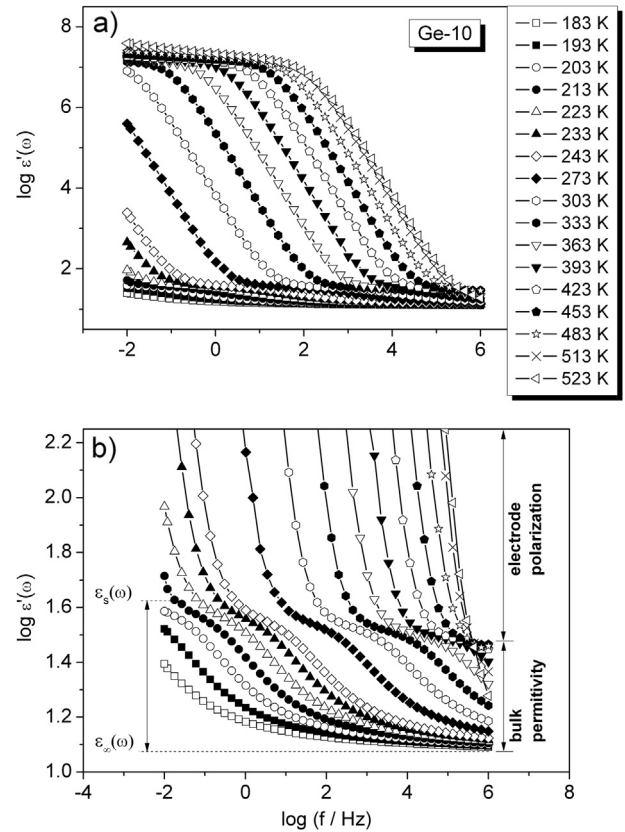 a)
Ge-10
log ε'(ω)
8
6
4
2
-2
0
2
4
6
183 K
193 K
203 K
213 K
223 K
233 K
243 K
273 K
303 K
333 K
363 K
393 K
423 K
453 K
483 K
513 K
523 K
b)
log ε'(ω)
2.2
2.0
1.8
1.6
1.4
1.2
1.0
εs(ω)
ε∞(ω)
electrode
polarization
bulk
permitivity
-4
-2
0
2
4
6
8
log (f / Hz)